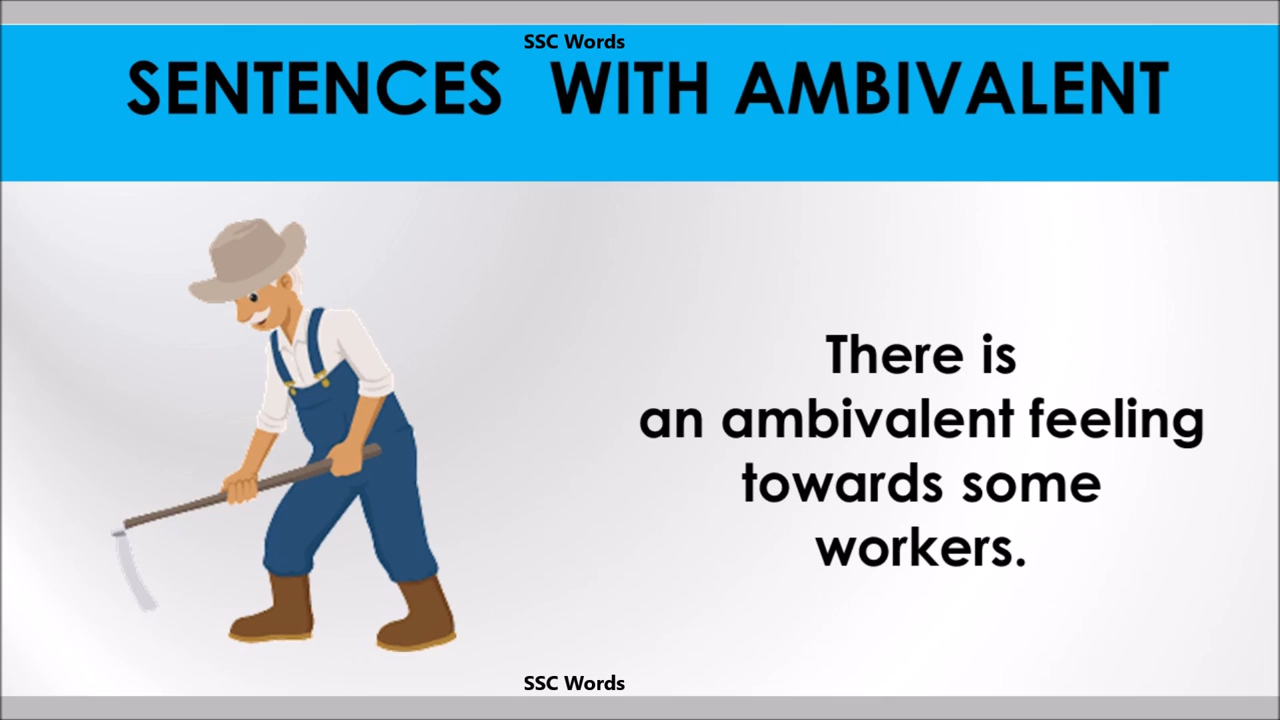 SSC Words
SENTENCES WITH AMBIVALENT
There is
an ambivalent feeling
towards some
workers.
SSC Words